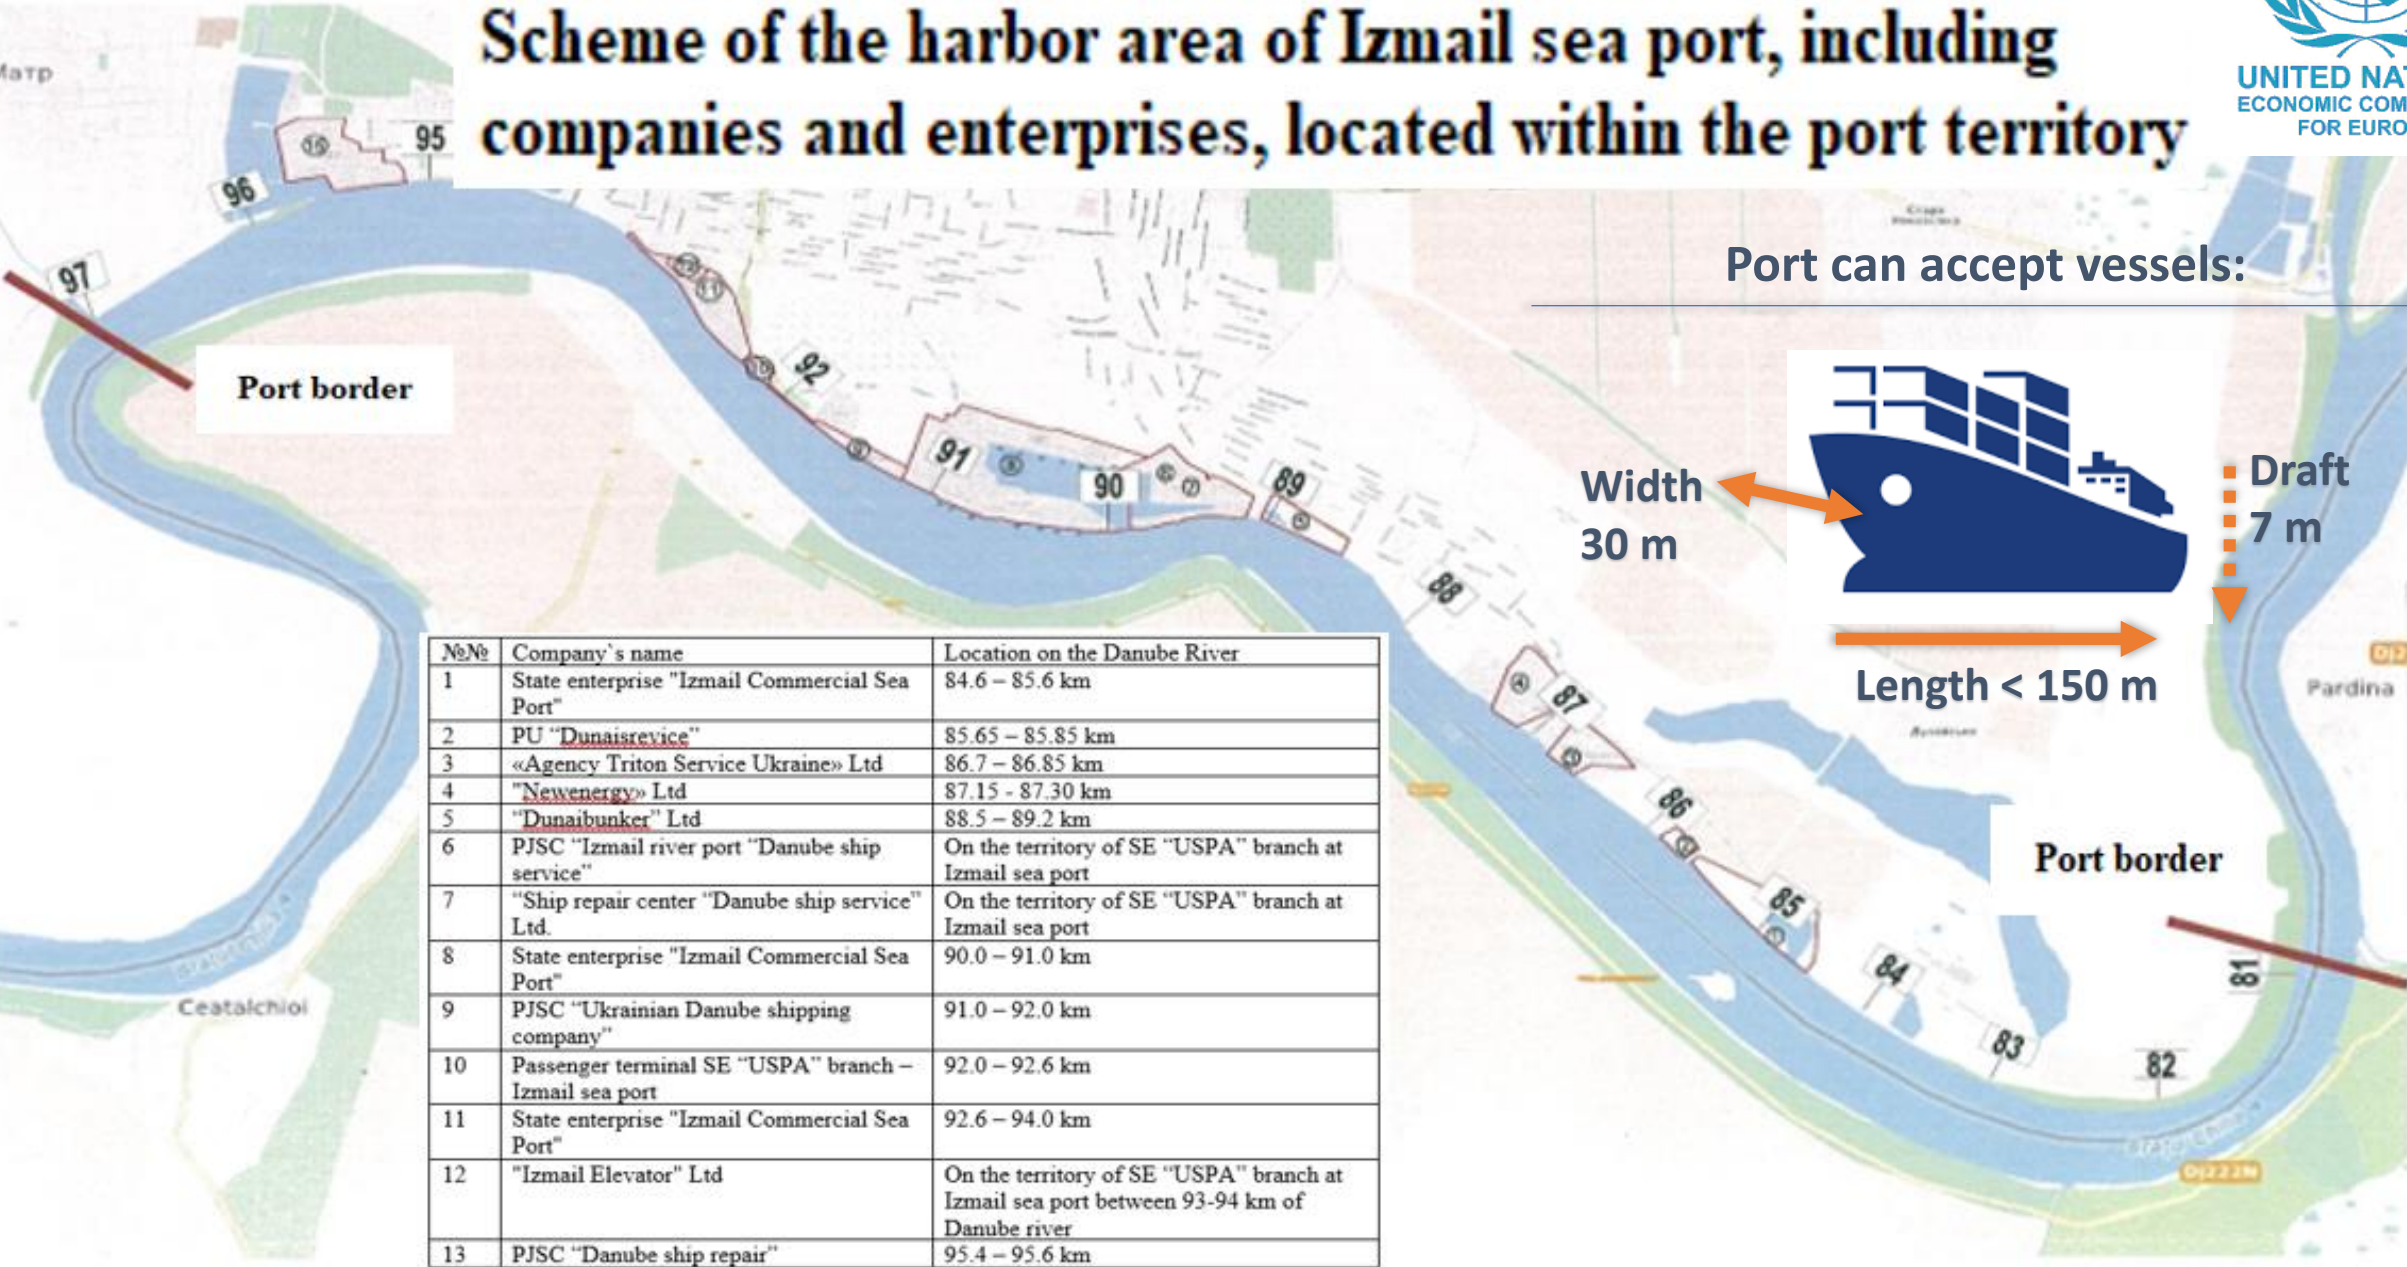 Scheme of the harbor area of Izmail sea port, including
companies and enterprises, located within the port territory
UNITED NA
ECONOMIC COM
FOR EURO
95
96
97
Port border
92
91
90
89
88
87
86
85
84
83
82
81
Port can accept vessels:
Width
30 m
Draft
7 m
Length < 150 m
Pardina
Port border
Ceatalchioi
DJ222N
№№ Company`s name Location on the Danube River
1 State enterprise "Izmail Commercial Sea 84.6 – 85.6 km
Port"
2 PU “Dunaisrevice” 85.65 – 85.85 km
3 «Agency Triton Service Ukraine» Ltd 86.7 – 86.85 km
4 "Newenergy» Ltd 87.15 - 87.30 km
5 “Dunaibunker” Ltd 88.5 – 89.2 km
6 PJSC “Izmail river port “Danube ship On the territory of SE “USPA” branch at
service” Izmail sea port
7 “Ship repair center “Danube ship service” On the territory of SE “USPA” branch at
Ltd. Izmail sea port
8 State enterprise "Izmail Commercial Sea 90.0 – 91.0 km
Port"
9 PJSC “Ukrainian Danube shipping 91.0 – 92.0 km
company”
10 Passenger terminal SE “USPA” branch – 92.0 – 92.6 km
Izmail sea port
11 State enterprise "Izmail Commercial Sea 92.6 – 94.0 km
Port"
12 "Izmail Elevator" Ltd On the territory of SE “USPA” branch at
Izmail sea port between 93-94 km of
Danube river
13 PJSC “Danube ship repair” 95.4 – 95.6 km